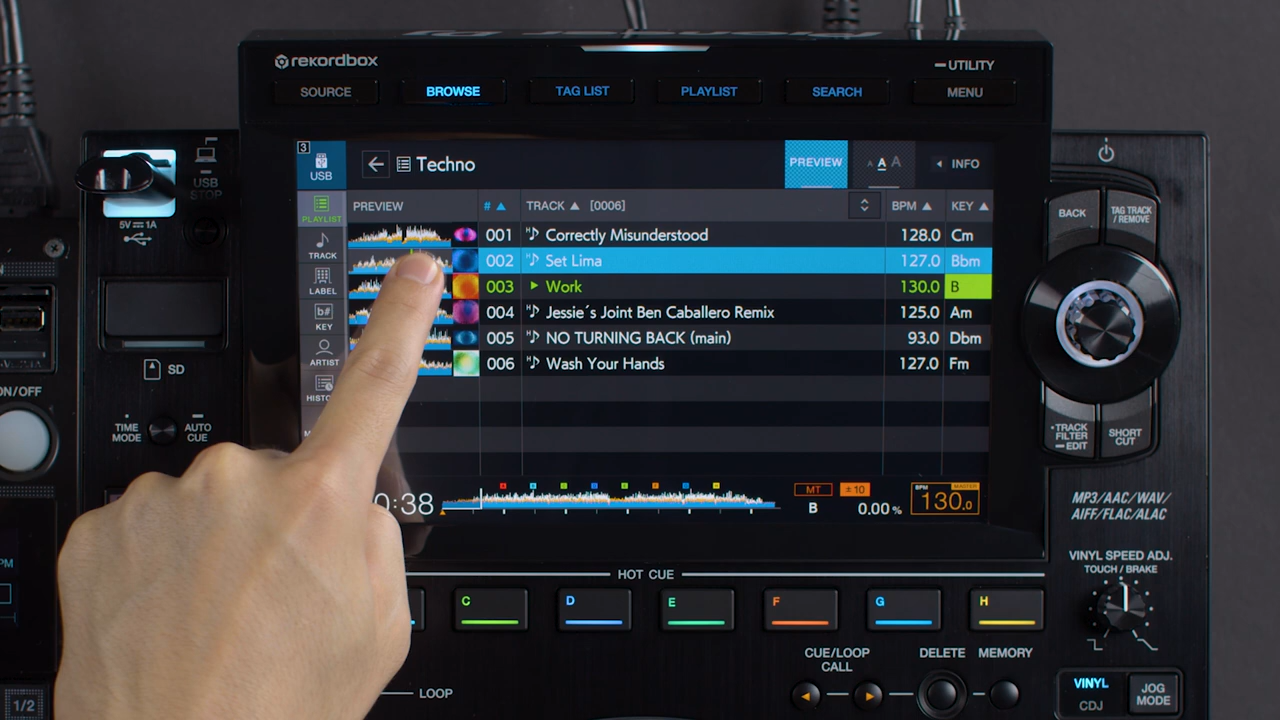 rekordbox
UTILITY
SOURCE
BROWSE
TAG LIST
PLAYLIST
SEARCH
MENU
3
USB
Techno
PREVIEW
A A A
INFO
PLAYLIST
PREVIEW
# ▲
TRACK ▲ [0006]
BPM ▲
KEY ▲
001 Correctly Misunderstood 128.0 Cm
002 Set Lima 127.0 Bbm
003 Work 130.0 B
004 Jessie´s Joint Ben Caballero Remix 125.0 Am
005 NO TURNING BACK (main) 93.0 Dbm
006 Wash Your Hands 127.0 Fm
TRACK
LABEL
b#
KEY
ARTIST
0:38
MT
±10
B
0.00 %
BPM
MASTER
130.0
USB
STOP
5V⎓1A
SD
TIME
MODE
AUTO
CUE
ON/OFF
1/2
BACK
TAG TRACK
/ REMOVE
•TRACK
FILTER
–EDIT
SHORT
CUT
MP3/AAC/WAV/
AIFF/FLAC/ALAC
VINYL SPEED ADJ.
TOUCH / BRAKE
HOT CUE
C
D
E
F
G
H
CUE/LOOP
CALL
DELETE
MEMORY
LOOP
VINYL
CDJ
JOG
MODE